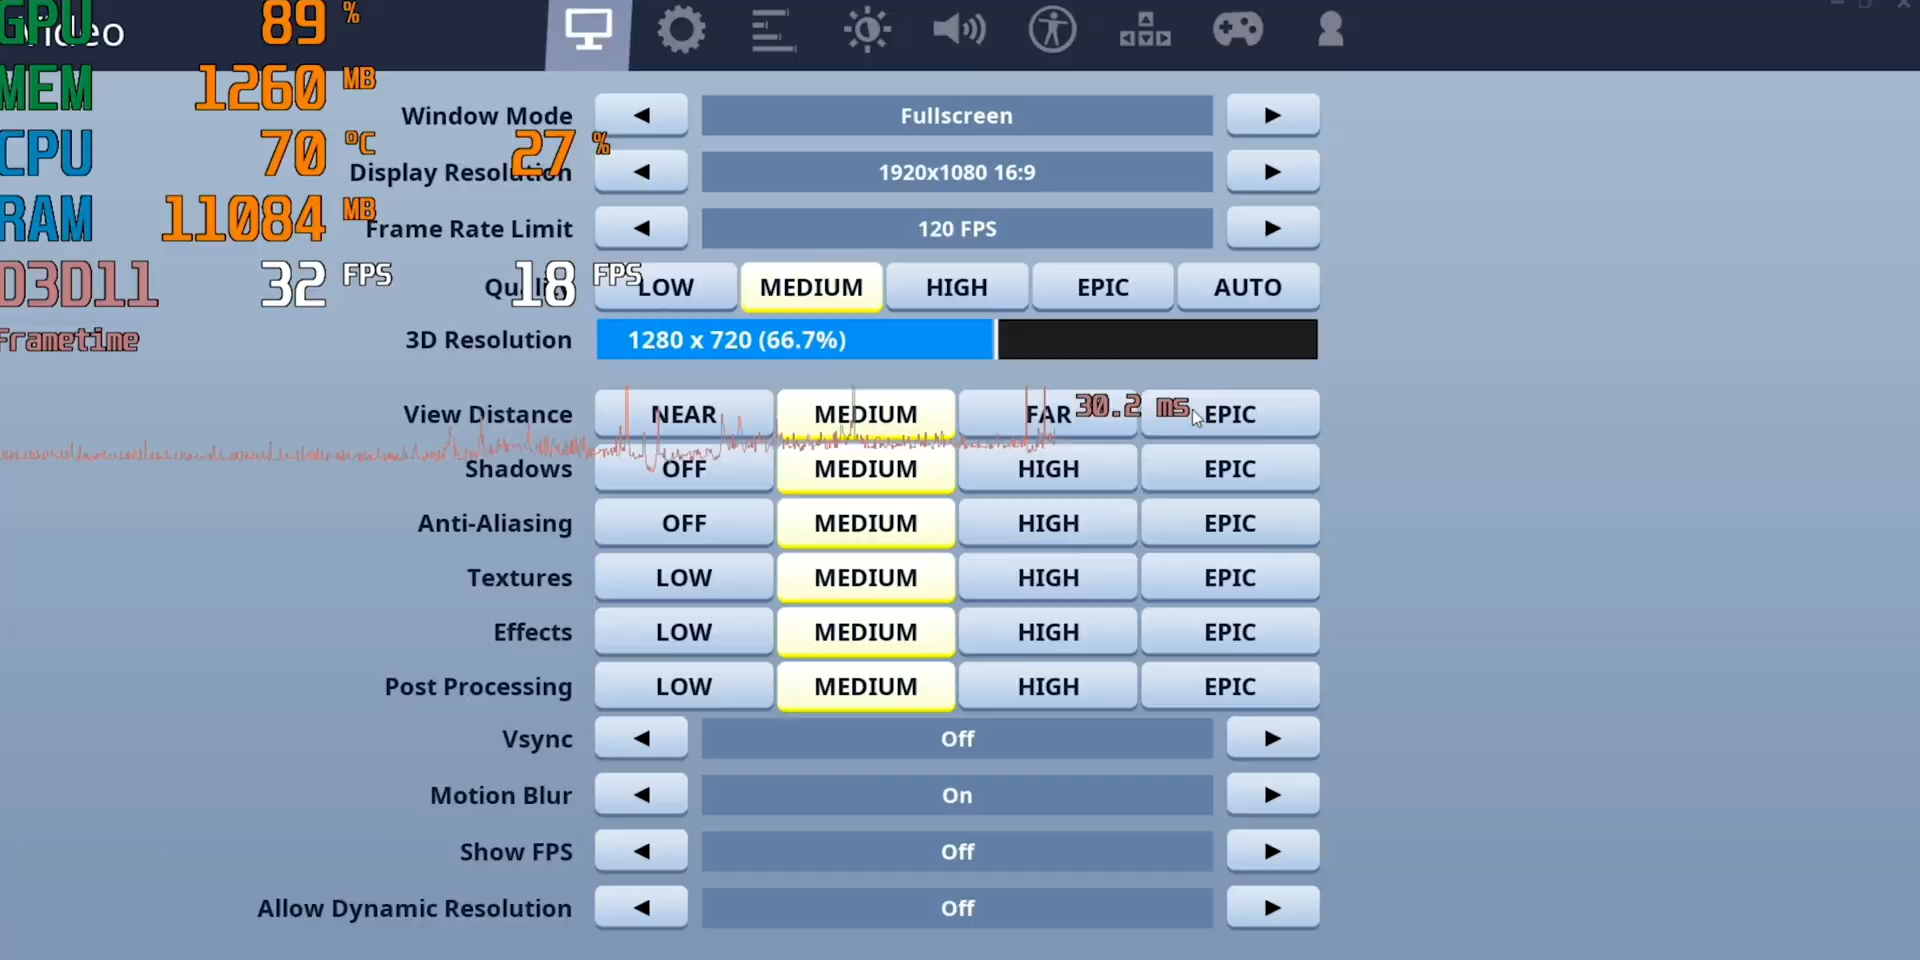 Video
GPU 89 %
MEM 1260 MB
CPU 70 °C 27 %
RAM 11084 MB
D3D11 32 FPS 18 FPS
Frametime
30.2 ms
Window Mode Fullscreen
Display Resolution 1920x1080 16:9
Frame Rate Limit 120 FPS
Quality LOW MEDIUM HIGH EPIC AUTO
3D Resolution 1280 x 720 (66.7%)
View Distance NEAR MEDIUM FAR EPIC
Shadows OFF MEDIUM HIGH EPIC
Anti-Aliasing OFF MEDIUM HIGH EPIC
Textures LOW MEDIUM HIGH EPIC
Effects LOW MEDIUM HIGH EPIC
Post Processing LOW MEDIUM HIGH EPIC
Vsync Off
Motion Blur On
Show FPS Off
Allow Dynamic Resolution Off